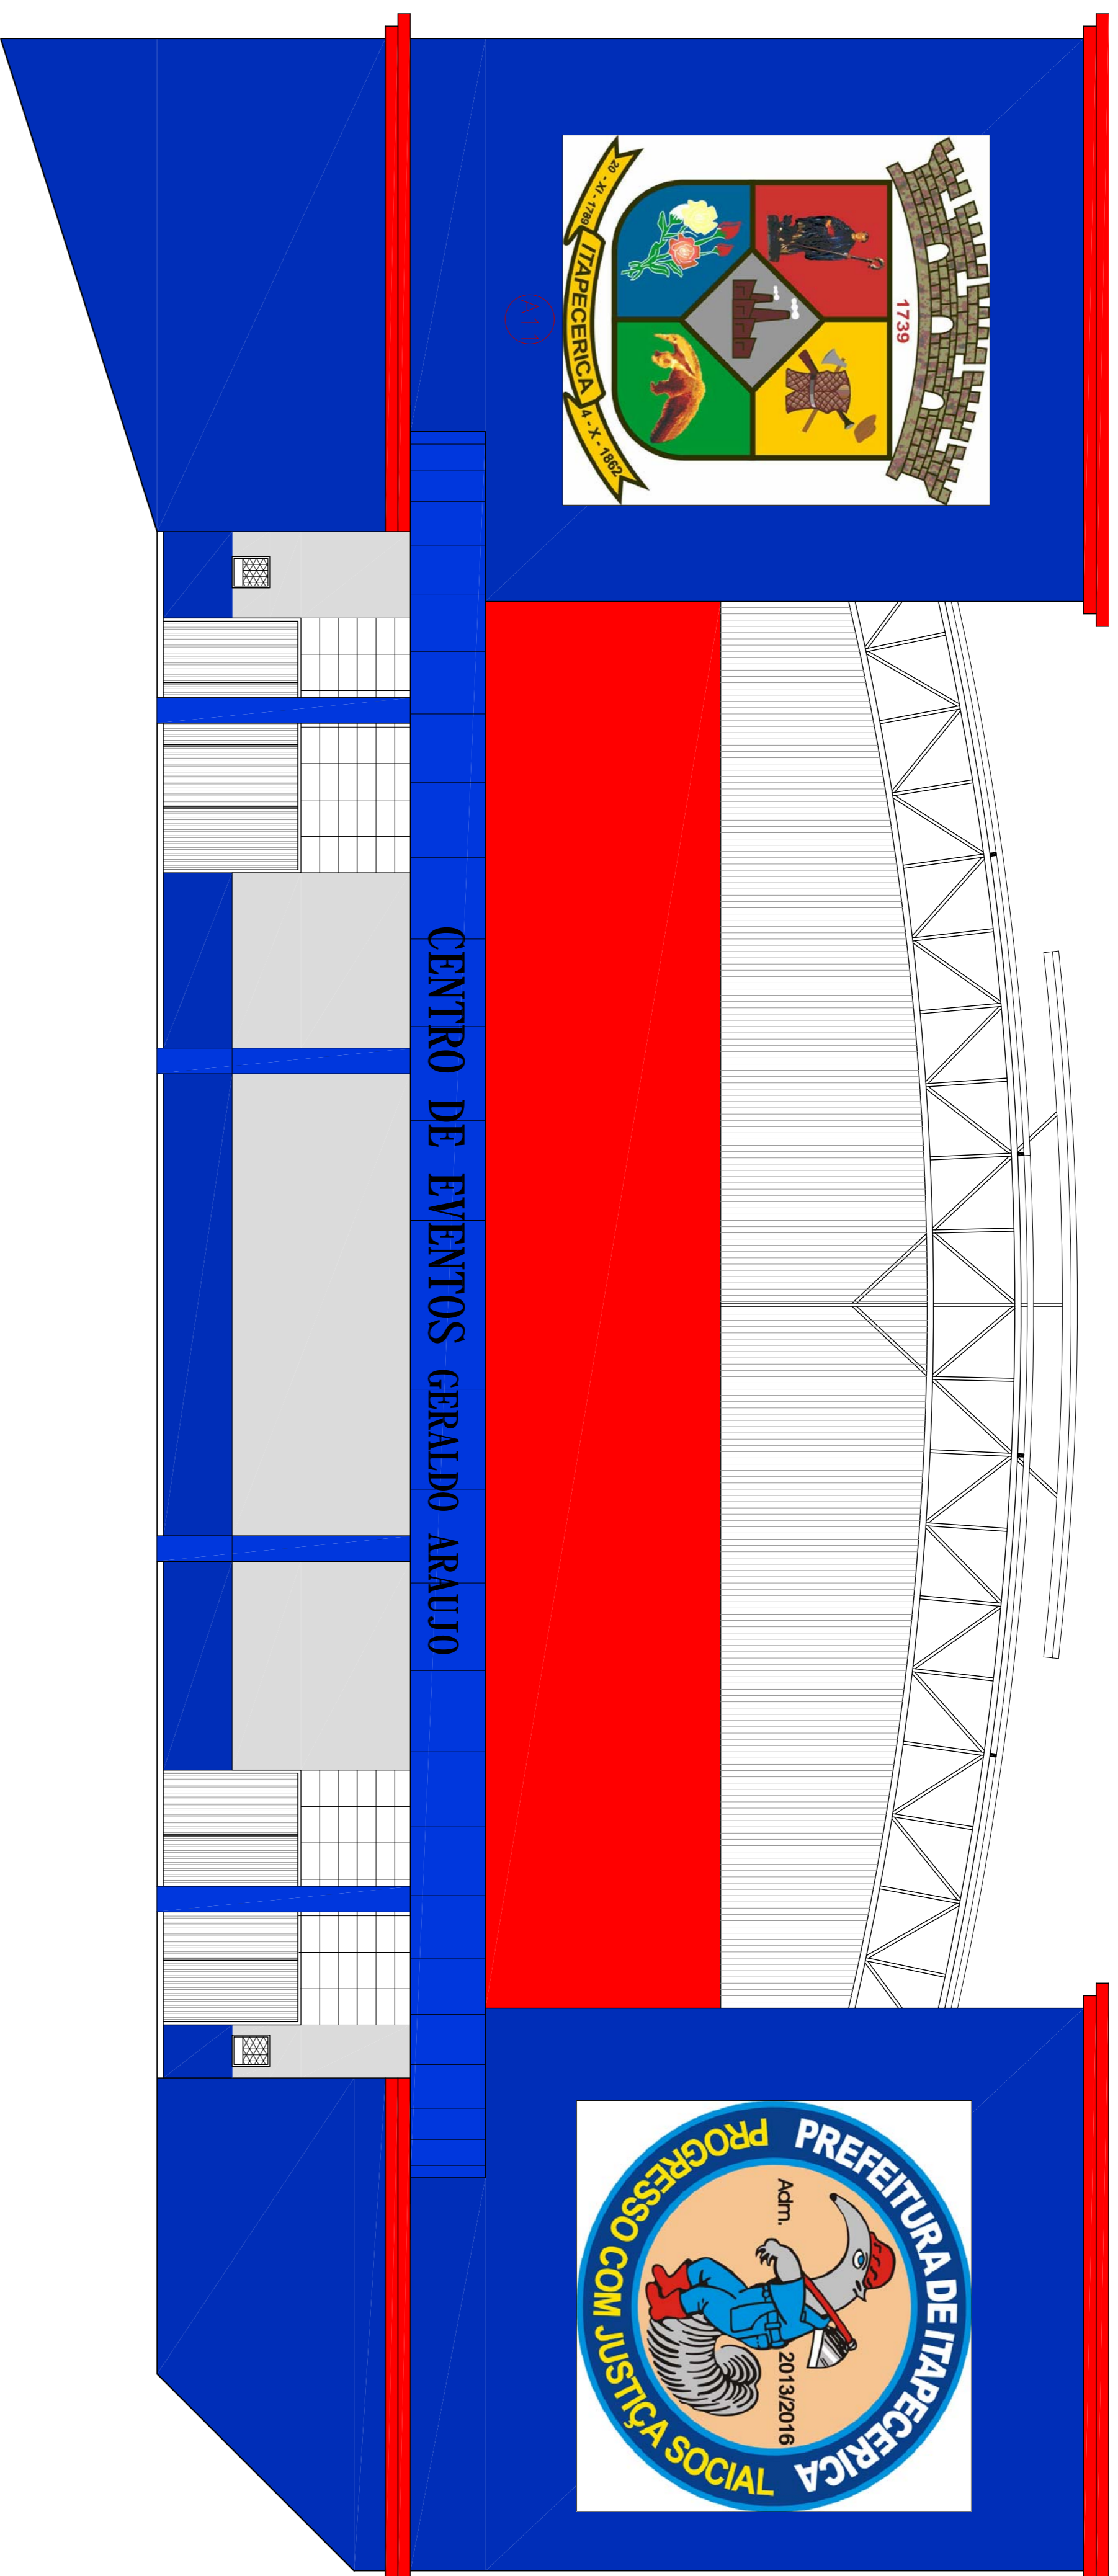 1739
20 - XI - 1789
ITAPECERICA
4 - X - 1862
CENTRO DE EVENTOS GERALDO ARAUJO
PREFEITURA DE ITAPECERICA
Adm. 2013/2016
PROGRESSO COM JUSTIÇA SOCIAL